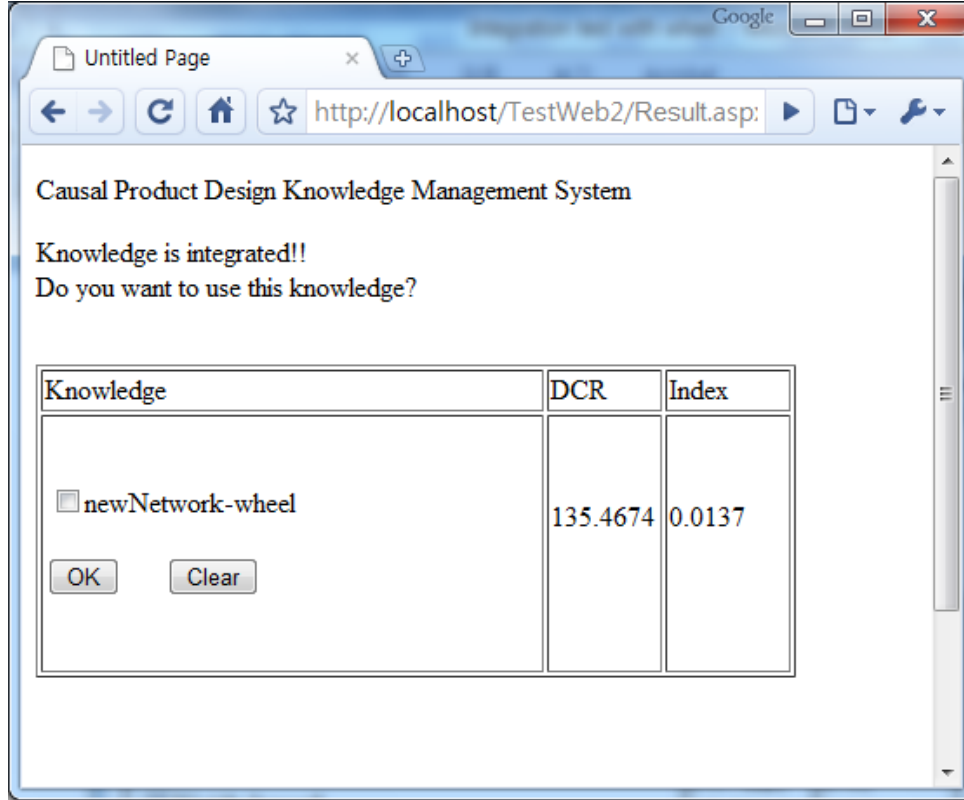 Google
Untitled Page
http://localhost/TestWeb2/Result.asp
Causal Product Design Knowledge Management System
Knowledge is integrated!!
Do you want to use this knowledge?
Knowledge DCR Index
newNetwork-wheel 135.4674 0.0137
OK Clear